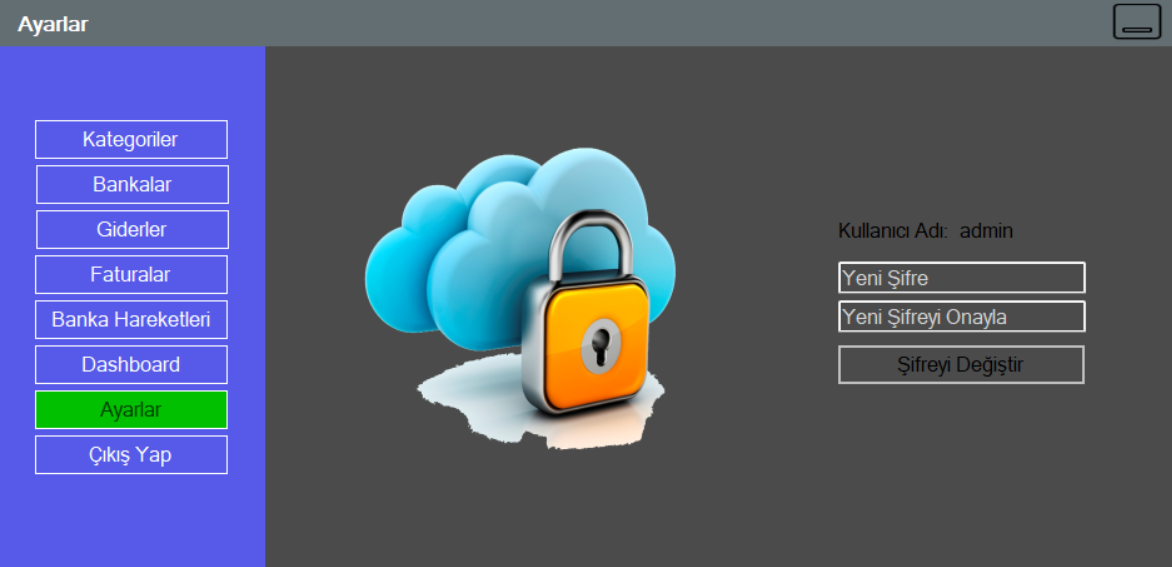 Ayarlar
Kategoriler
Bankalar
Giderler
Faturalar
Banka Hareketleri
Dashboard
Ayarlar
Çıkış Yap
Kullanıcı Adı: admin
Yeni Şifre
Yeni Şifreyi Onayla
Şifreyi Değiştir